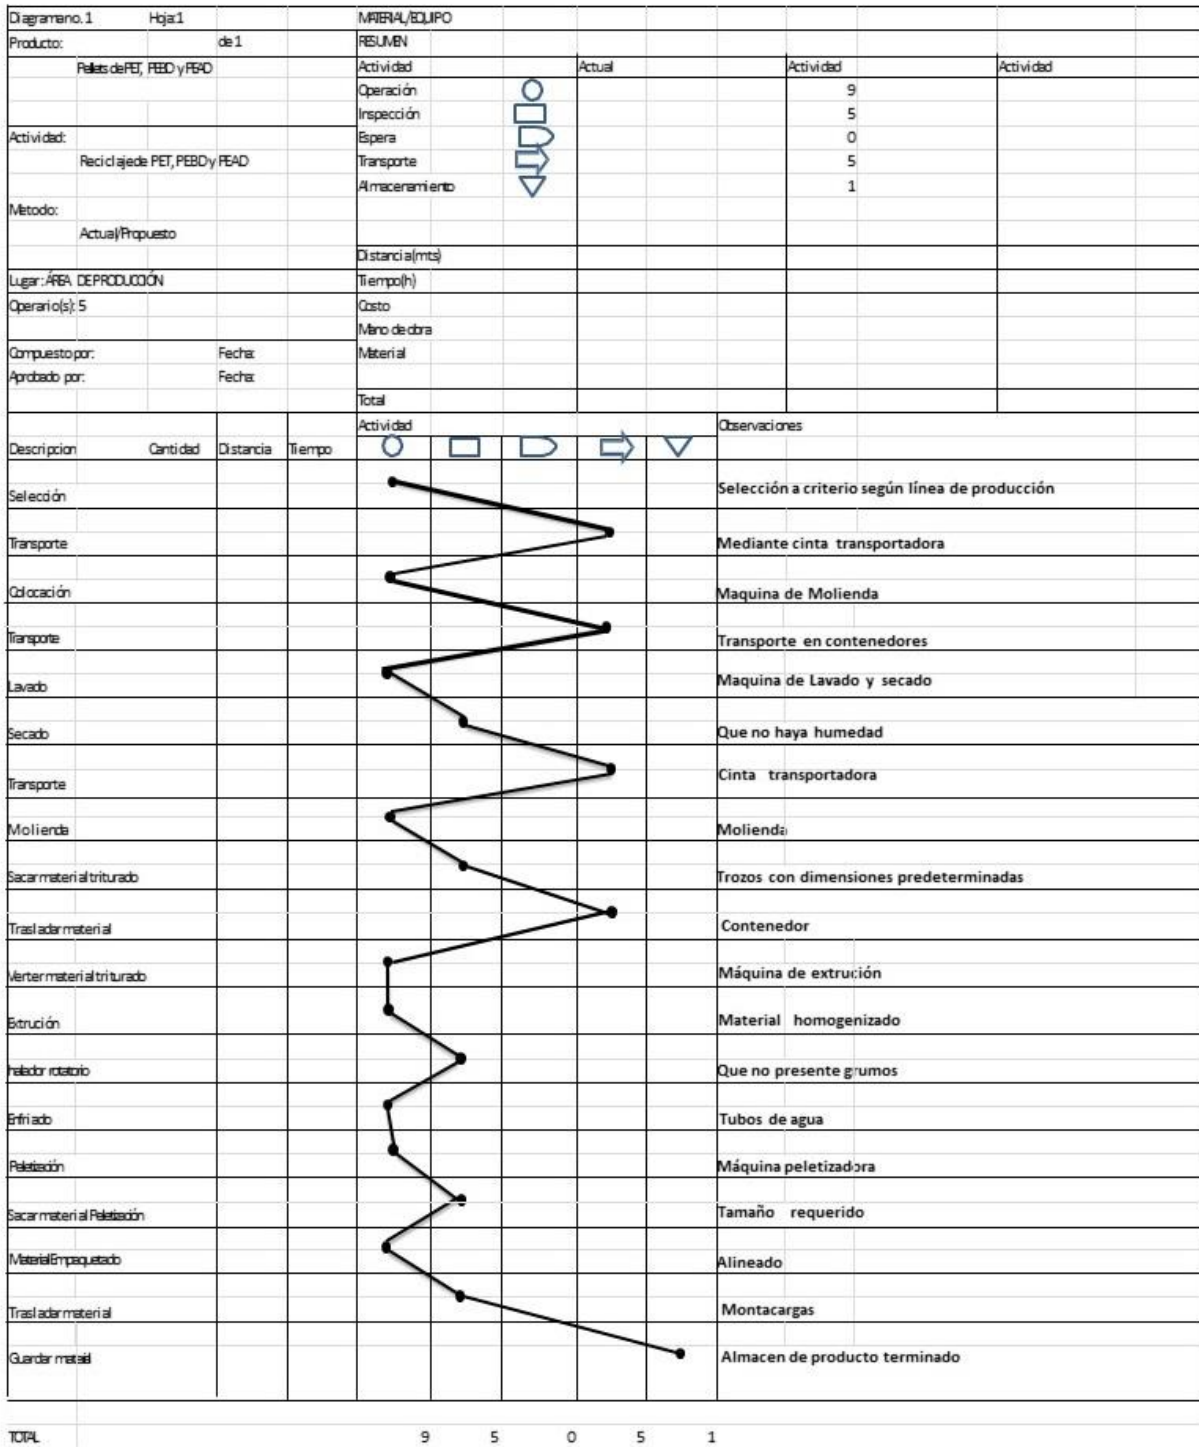 Diagrama no. 1 Hoja: 1 MATERIAL/EQUIPO
Producto: de 1 RESUMEN
Pellets de PET, PEBD y PEAD Actividad Actual Actividad Actividad
Operación 9
Inspección 5
Actividad: Espera 0
Reciclaje de PET, PEBD y PEAD Transporte 5
Almacenamiento 1
Metodo:
Actual/Propuesto
Distancia (mts)
Lugar: ÁREA DE PRODUCCIÓN Tiempo(h)
Operario(s): 5 Costo
Mano de obra
Compuesto por: Fecha: Material
Aprobado por: Fecha:
Total
Actividad Observaciones
Descripcion Cantidad Distancia Tiempo
Selección Selección a criterio según línea de producción
Transporte Mediante cinta transportadora
Colocación Maquina de Molienda
Transporte Transporte en contenedores
Lavado Maquina de Lavado y secado
Secado Que no haya humedad
Transporte Cinta transportadora
Molienda Molienda
Sacar material triturado Trozos con dimensiones predeterminadas
Trasladar material Contenedor
Verter material triturado Máquina de extrución
Extrución Material homogenizado
halador rotatorio Que no presente grumos
Enfriado Tubos de agua
Peletización Máquina peletizadora
Sacar material Peletización Tamaño requerido
Material Empaquetado Alineado
Trasladar material Montacargas
Guardar material Almacen de producto terminado
TOTAL 9 5 0 5 1